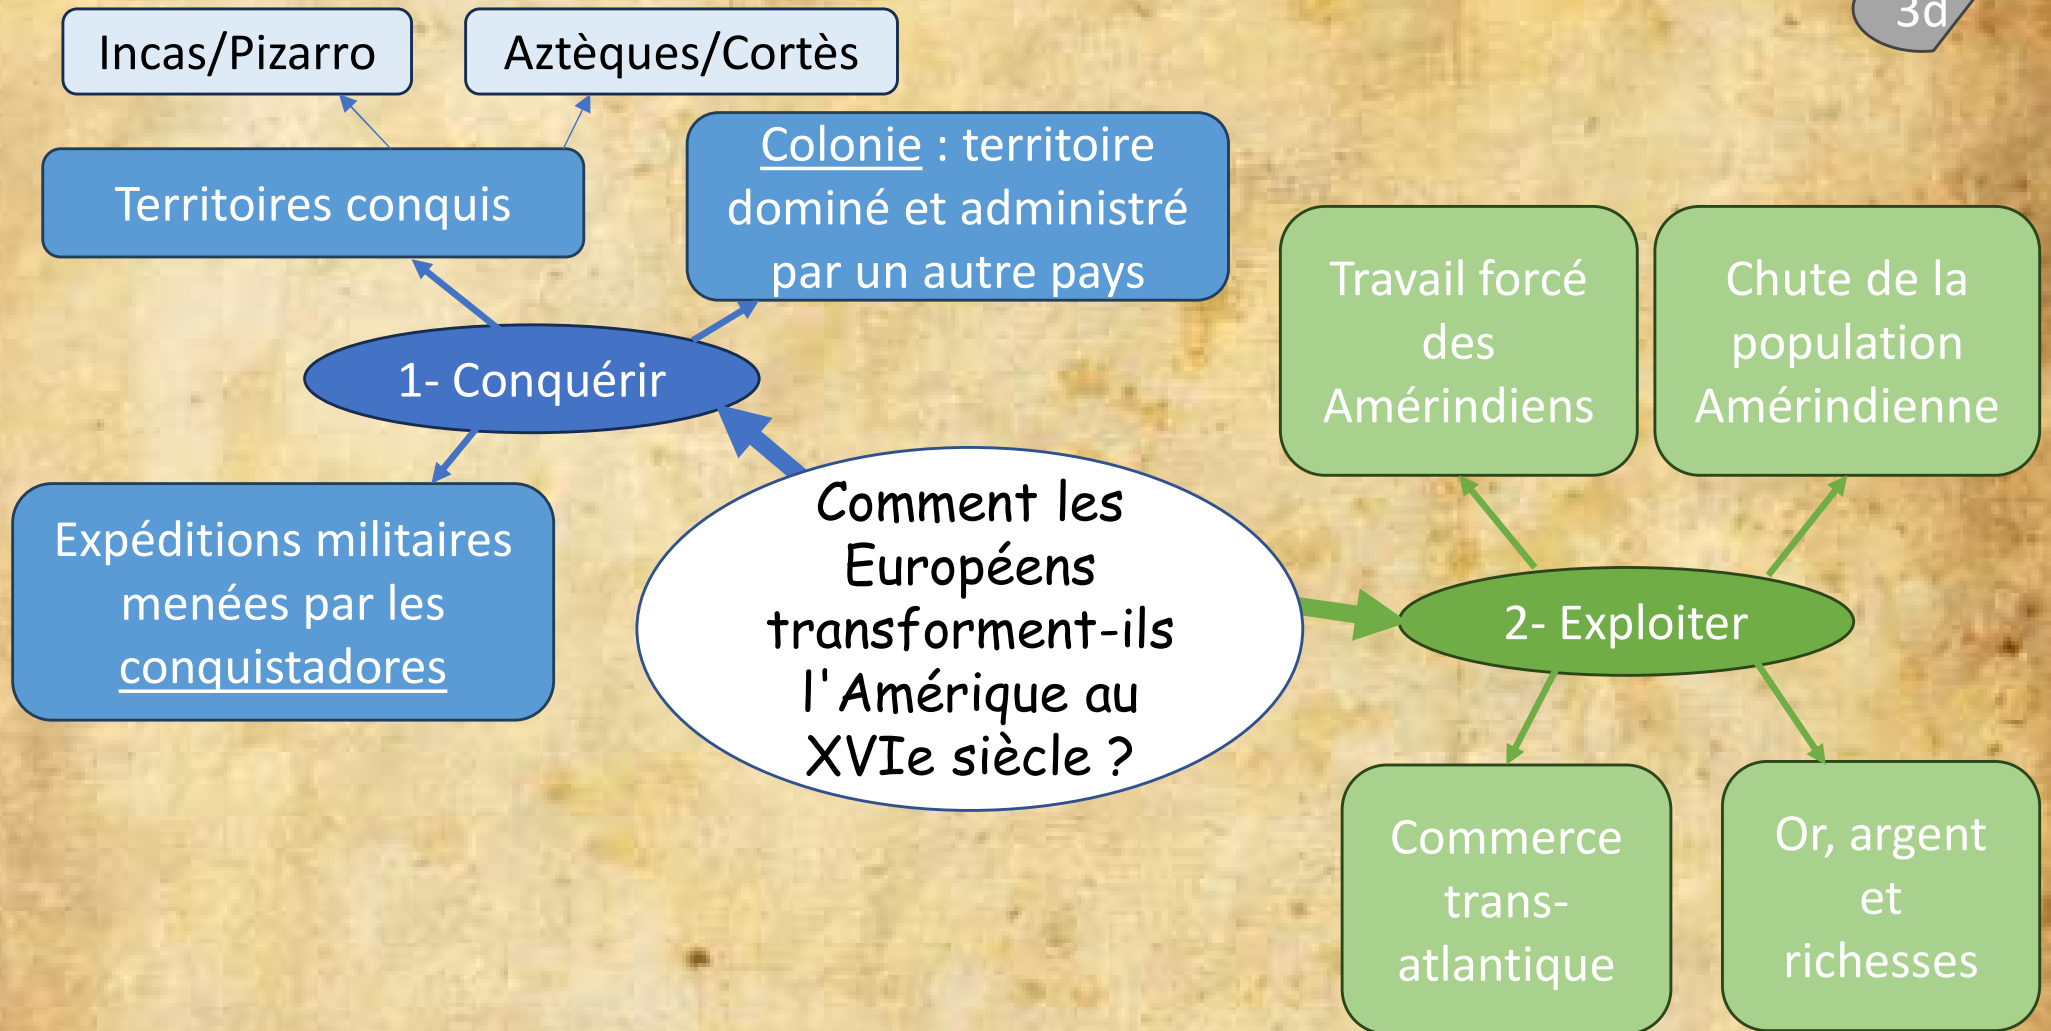 3d
Incas/Pizarro
Aztèques/Cortès
Territoires conquis
Colonie : territoire
dominé et administré
par un autre pays
1- Conquérir
Expéditions militaires
menées par les
conquistadores
Comment les
Européens
transforment-ils
l'Amérique au
XVIe siècle ?
Travail forcé
des
Amérindiens
Chute de la
population
Amérindienne
2- Exploiter
Commerce
trans-
atlantique
Or, argent
et
richesses